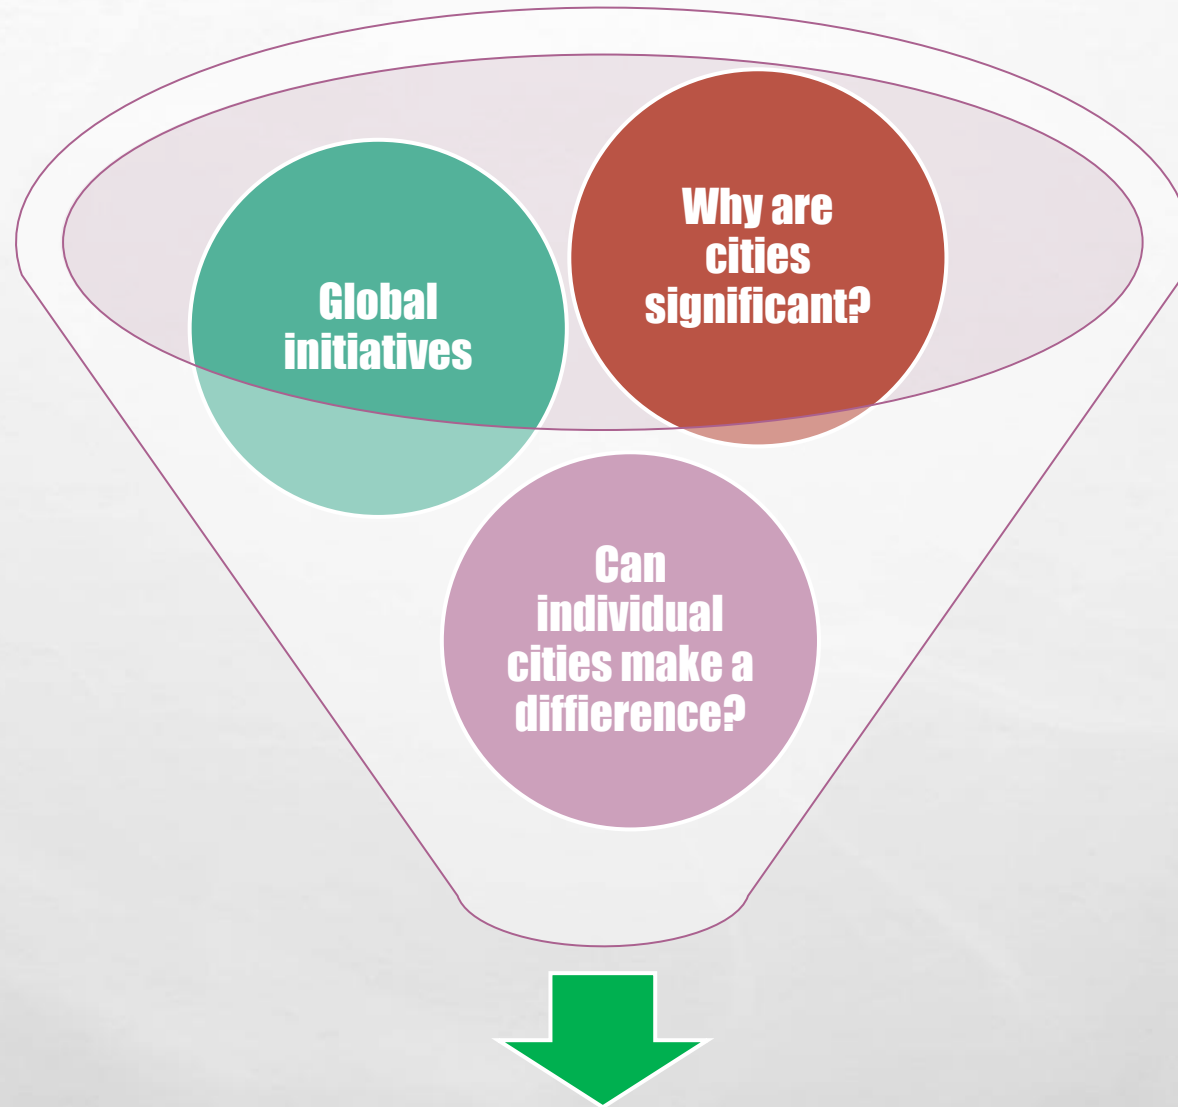 Global
initiatives
Why are
cities
significant?
Can
individual
cities make a
diffierence?